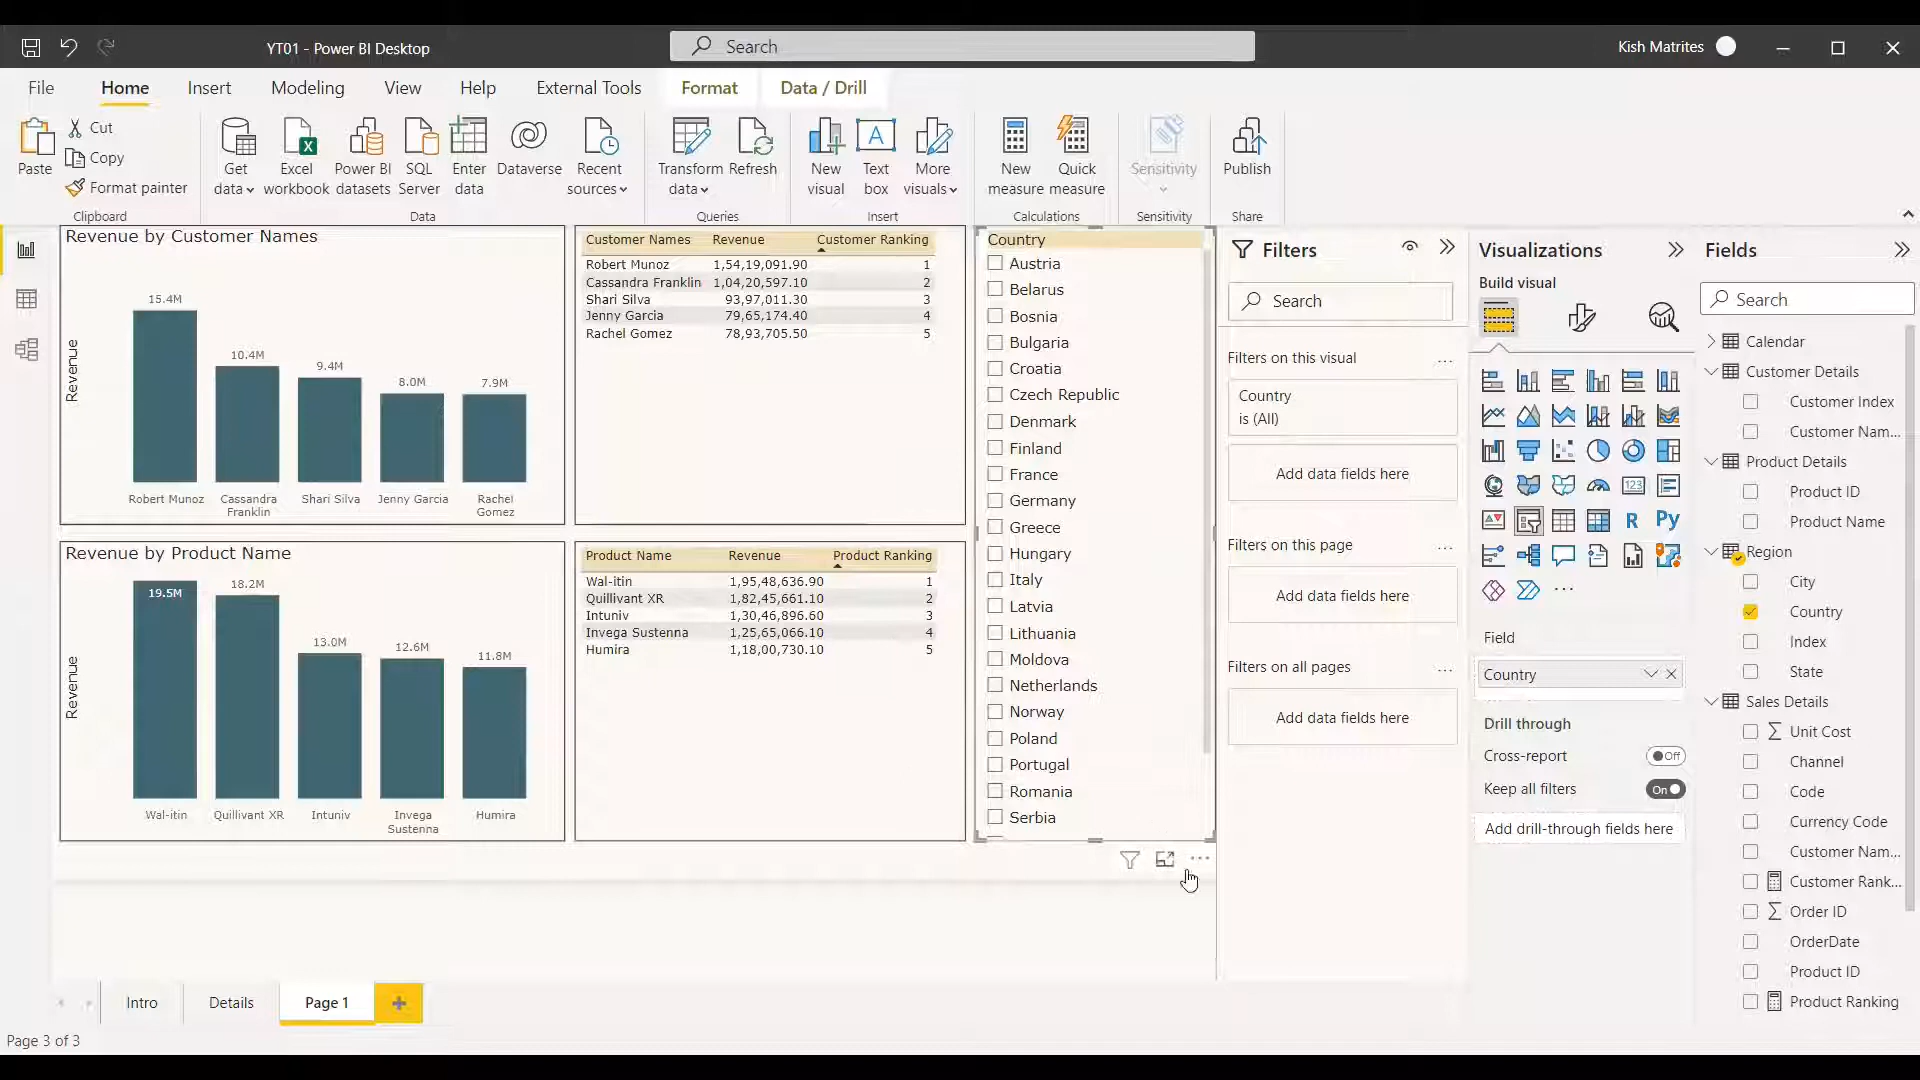 YT01 - Power BI Desktop
Search
Kish Matrites
File
Home
Insert
Modeling
View
Help
External Tools
Format
Data / Drill
Paste
Cut
Copy
Format painter
Clipboard
Get data
Excel workbook
Power BI datasets
SQL Server
Enter data
Dataverse
Recent sources
Data
Transform data
Refresh
Queries
New visual
Text box
More visuals
Insert
New measure
Quick measure
Calculations
Sensitivity
Sensitivity
Publish
Share
Revenue by Customer Names
Revenue
15.4M
10.4M
9.4M
8.0M
7.9M
Robert Munoz
Cassandra Franklin
Shari Silva
Jenny Garcia
Rachel Gomez
Customer Names Revenue Customer Ranking
Robert Munoz 1,54,19,091.90 1
Cassandra Franklin 1,04,20,597.10 2
Shari Silva 93,97,011.30 3
Jenny Garcia 79,65,174.40 4
Rachel Gomez 78,93,705.50 5
Revenue by Product Name
Revenue
19.5M
18.2M
13.0M
12.6M
11.8M
Wal-itin
Quillivant XR
Intuniv
Invega Sustenna
Humira
Product Name Revenue Product Ranking
Wal-itin 1,95,48,636.90 1
Quillivant XR 1,82,45,661.10 2
Intuniv 1,30,46,896.60 3
Invega Sustenna 1,25,65,066.10 4
Humira 1,18,00,730.10 5
Country
Austria
Belarus
Bosnia
Bulgaria
Croatia
Czech Republic
Denmark
Finland
France
Germany
Greece
Hungary
Italy
Latvia
Lithuania
Moldova
Netherlands
Norway
Poland
Portugal
Romania
Serbia
Filters
Search
Filters on this visual ...
Country
is (All)
Add data fields here
Filters on this page ...
Add data fields here
Filters on all pages ...
Add data fields here
Visualizations
Build visual
123
R
Py
...
Field
Country
Drill through
Cross-report Off
Keep all filters On
Add drill-through fields here
Fields
Search
Calendar
Customer Details
Customer Index
Customer Nam...
Product Details
Product ID
Product Name
Region
City
Country
Index
State
Sales Details
Unit Cost
Channel
Code
Currency Code
Customer Nam...
Customer Rank...
Order ID
OrderDate
Product ID
Product Ranking
Intro
Details
Page 1
Page 3 of 3